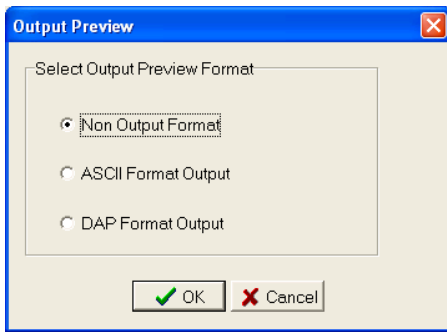 Output Preview
Select Output Preview Format
Non Output Format
ASCII Format Output
DAP Format Output
OK Cancel